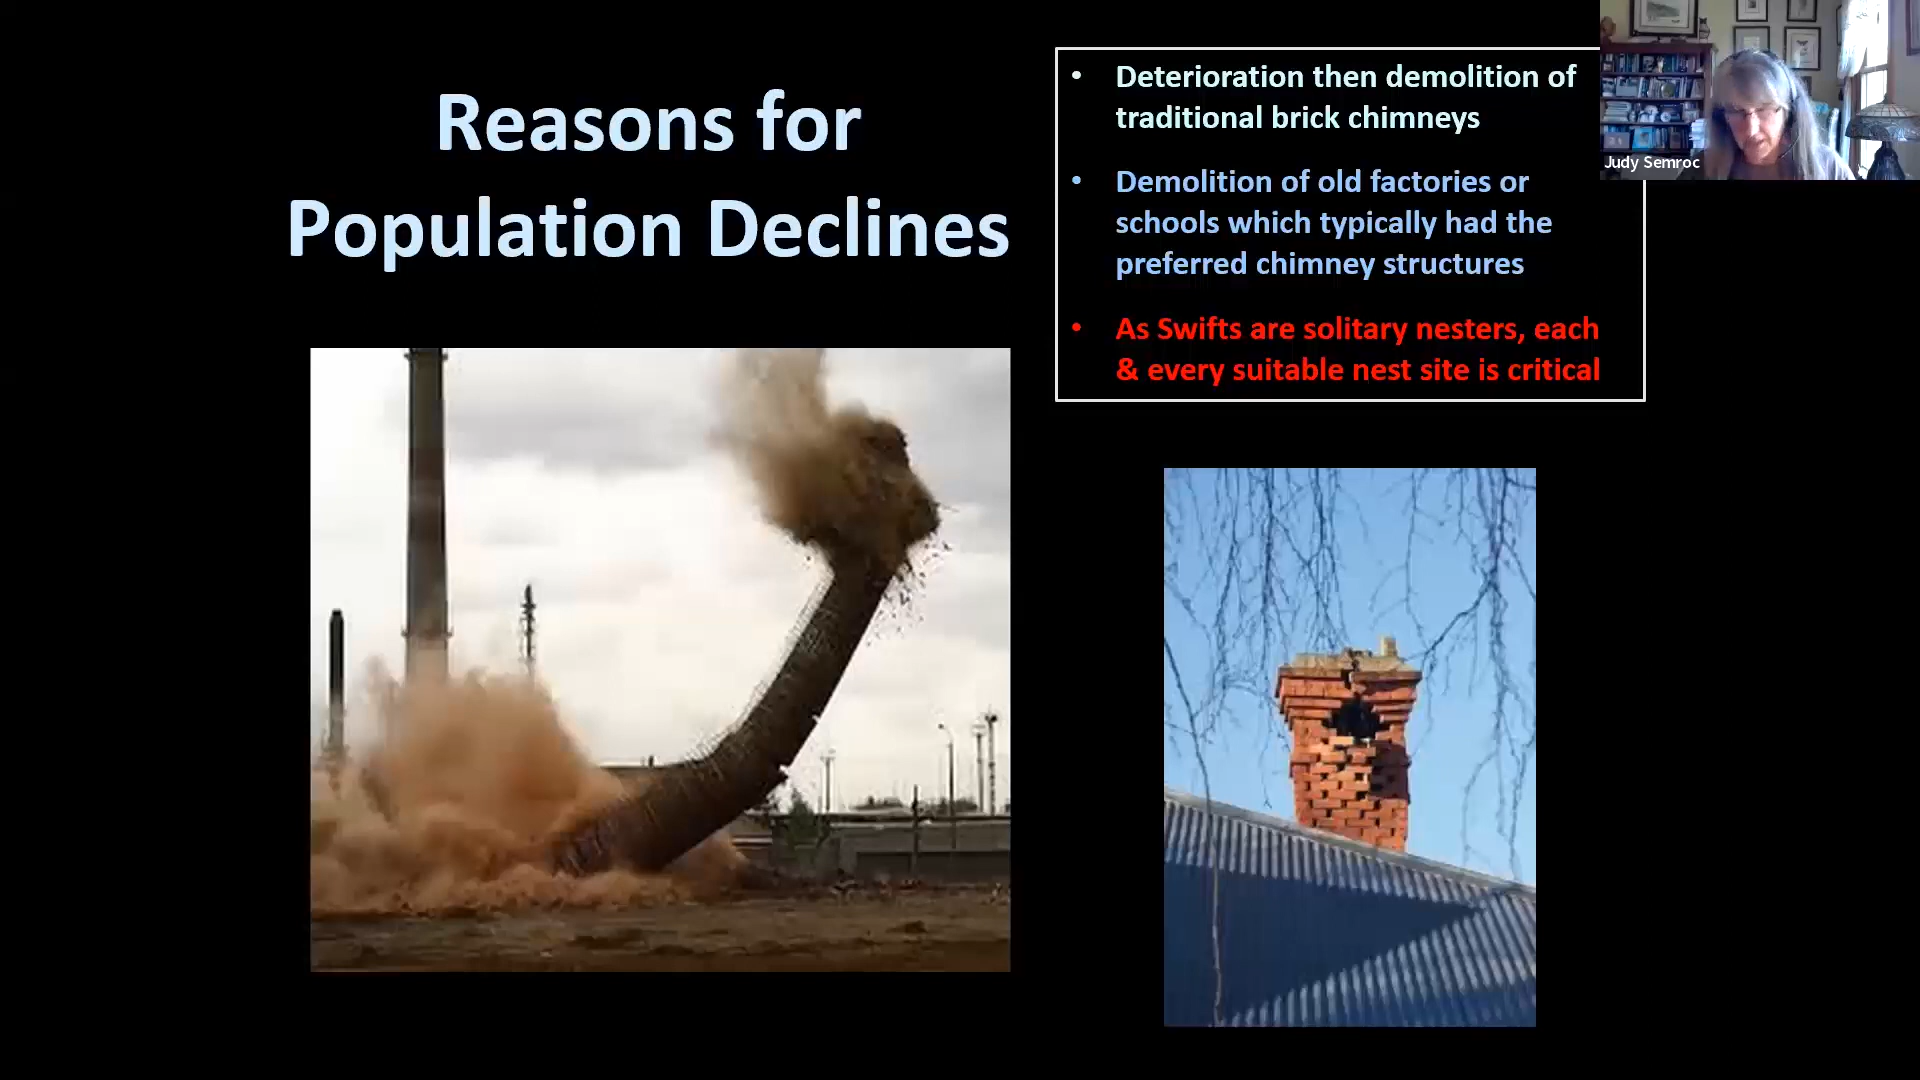 Reasons for
Population Declines
• Deterioration then demolition of
traditional brick chimneys
• Demolition of old factories or
schools which typically had the
preferred chimney structures
• As Swifts are solitary nesters, each
& every suitable nest site is critical
Judy Semroc